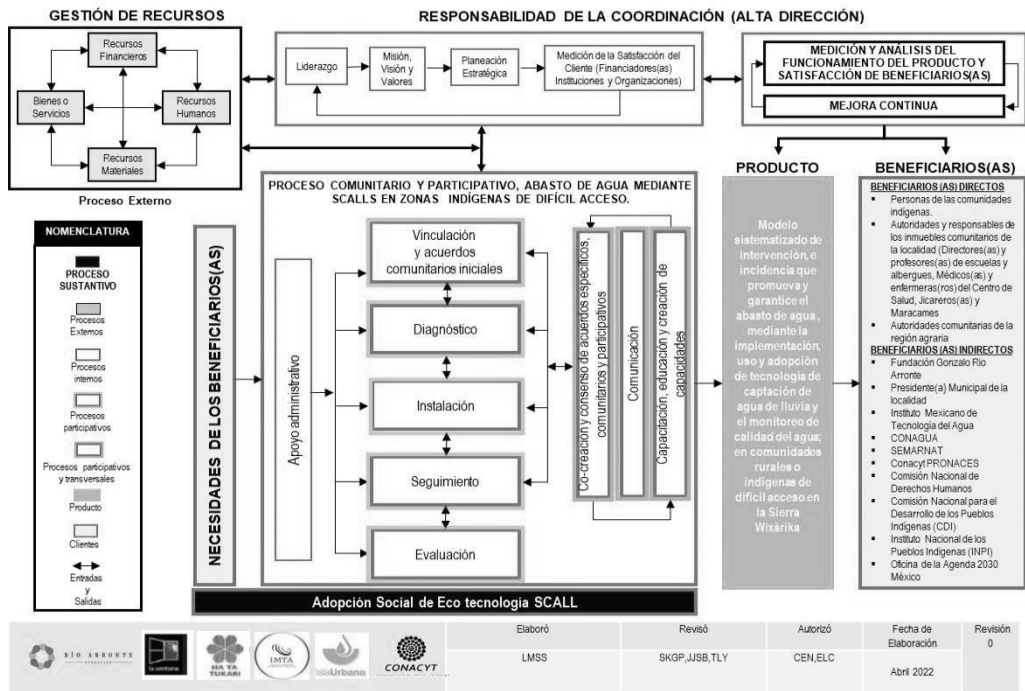 GESTIÓN DE RECURSOS
Recursos
Financieros
Bienes o
Servicios
Recursos
Humanos
Recursos
Materiales
Proceso Externo
RESPONSABILIDAD DE LA COORDINACIÓN (ALTA DIRECCIÓN)
Liderazgo
Misión,
Visión y
Valores
Planeación
Estratégica
Medición de la Satisfacción del
Cliente (Financiadores(as)
Instituciones y Organizaciones)
MEDICIÓN Y ANÁLISIS DEL
FUNCIONAMIENTO DEL PRODUCTO Y
SATISFACCIÓN DE BENEFICIARIOS(AS)
MEJORA CONTINUA
NOMENCLATURA
PROCESO
SUSTANTIVO
Procesos
Externos
Procesos
internos
Procesos
participativos
Procesos participativos
y transversales
Producto
Clientes
Entradas
y
Salidas
NECESIDADES DE LOS BENEFICIARIOS(AS)
PROCESO COMUNITARIO Y PARTICIPATIVO, ABASTO DE AGUA MEDIANTE
SCALLS EN ZONAS INDÍGENAS DE DIFÍCIL ACCESO.
Apoyo administrativo
Vinculación
y acuerdos
comunitarios iniciales
Diagnóstico
Instalación
Seguimiento
Evaluación
Co-creación y consenso de acuerdos específicos,
comunitarios y participativos
Comunicación
Capacitación, educación y creación de
capacidades
Adopción Social de Eco tecnología SCALL
PRODUCTO
Modelo
sistematizado de
intervención, e
incidencia que
promueva y
garantice el
abasto de agua,
mediante la
implementación,
uso y adopción
de tecnología de
captación de
agua de lluvia y
el monitoreo de
calidad del agua;
en comunidades
rurales o
indígenas de
difícil acceso en
la Sierra
Wixárika
BENEFICIARIOS(AS)
BENEFICIARIOS (AS) DIRECTOS
▪ Personas de las comunidades
indígenas.
▪ Autoridades y responsables de
los inmuebles comunitarios de
la localidad (Directores(as) y
profesores(as) de escuelas y
albergues, Médicos(as) y
enfermeras(ros) del Centro de
Salud, Jicareros(as) y
Maracames
▪ Autoridades comunitarias de la
región agraria
BENEFICIARIOS (AS) INDIRECTOS
▪ Fundación Gonzalo Rio
Arronte
▪ Presidente(a) Municipal de la
localidad
▪ Instituto Mexicano de
Tecnología del Agua
▪ CONAGUA
▪ SEMARNAT
▪ Conacyt PRONACES
▪ Comisión Nacional de
Derechos Humanos
▪ Comisión Nacional para el
Desarrollo de los Pueblos
Indígenas (CDI)
▪ Instituto Nacional de los
Pueblos Indígenas (INPI)
▪ Oficina de la Agenda 2030
México
RÍO ARRONTE
FUNDACIÓN
la ventana
HA TA
TUKARI
IMTA
IslaUrbana
CONACYT
Elaboró
LMSS
Revisó
SKGP,JJSB,TLY
Autorizó
CEN,ELC
Fecha de
Elaboración
Abril 2022
Revisión
0